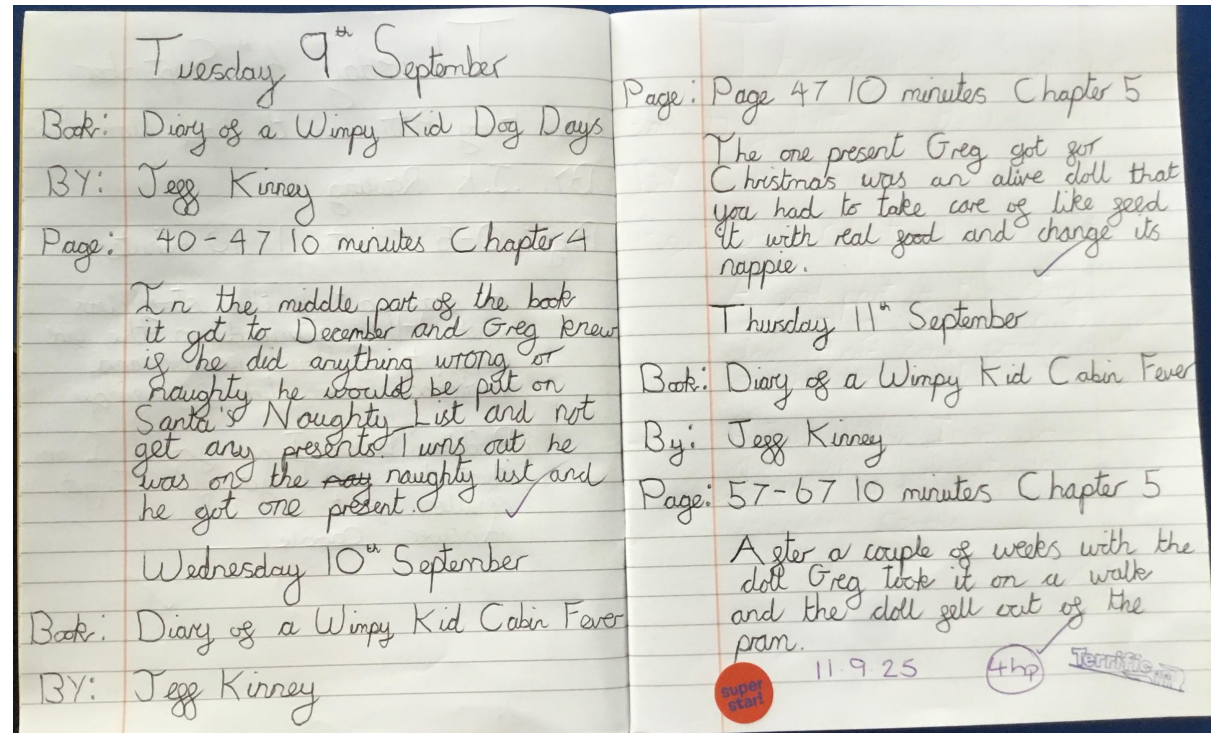 Tuesday 9th September
Book: Diary of a Wimpy Kid Dog Days
BY: Jeff Kinney
Page: 40-47 10 minutes Chapter 4
In the middle part of the book
it got to December and Greg knew
if he did anything wrong or
naughty he would be put on
Santa's Naughty List and not
get any presents. Turns out he
was on the nay naughty list and
he got one present.
Wednesday 10th September
Book: Diary of a Wimpy Kid Cabin Fever
BY: Jeff Kinney
Page: Page 47 10 minutes Chapter 5
The one present Greg got for
Christmas was an alive doll that
you had to take care of like feed
it with real food and change its
nappie.
Thursday 11th September
Book: Diary of a Wimpy Kid Cabin Fever
By: Jeff Kinney
Page: 57-67 10 minutes Chapter 5
After a couple of weeks with the
doll Greg took it on a walk
and the doll fell out of the
pram.
super star! 11.9.25 4hp Terrific